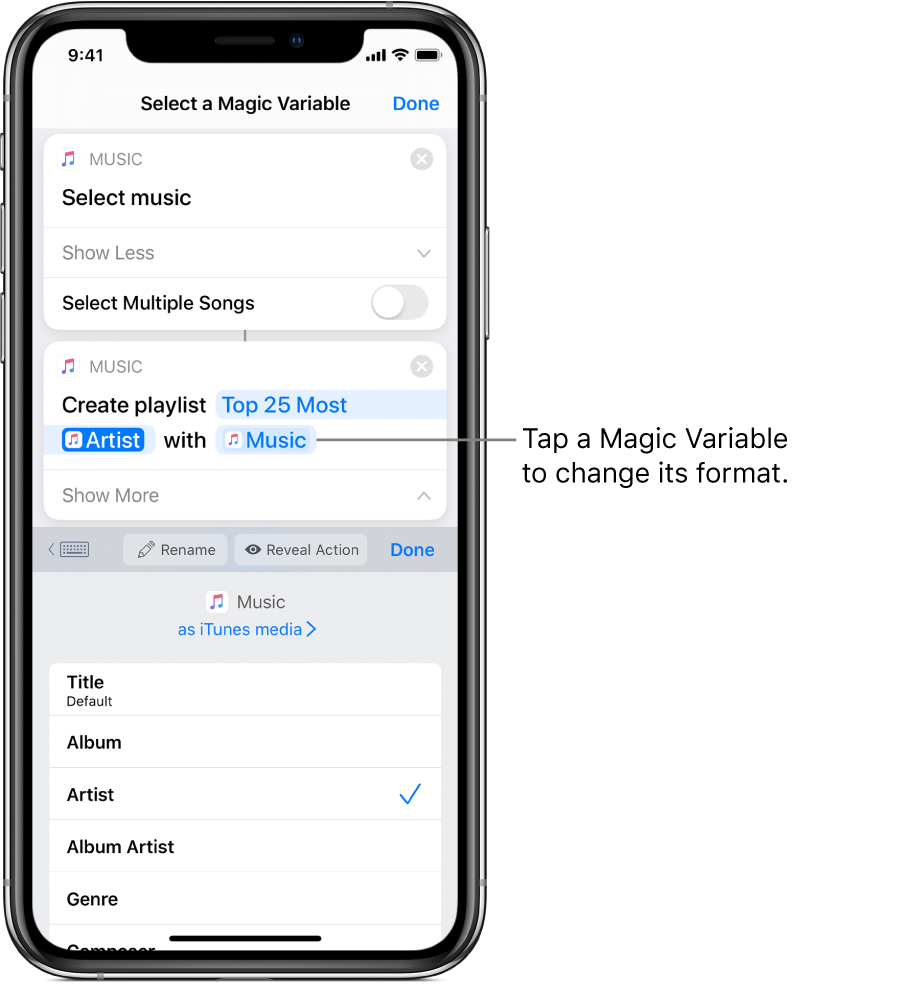 9:41
Select a Magic Variable Done
MUSIC
Select music
Show Less
Select Multiple Songs
MUSIC
Create playlist Top 25 Most
Artist with Music
Tap a Magic Variable
to change its format.
Show More
Rename Reveal Action Done
Music
as iTunes media
Title
Default
Album
Artist
Album Artist
Genre
Composer